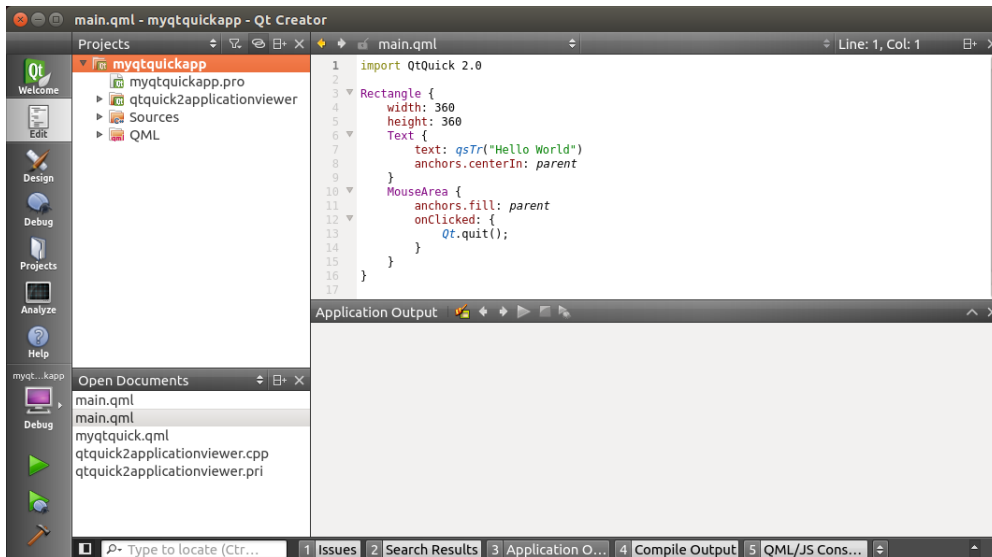 main.qml - myqtquickapp - Qt Creator
Projects
main.qml
Line: 1, Col: 1
Qt
Welcome
Edit
Design
Debug
Projects
Analyze
Help
myqt...kapp
Debug
myqtquickapp
myqtquickapp.pro
qtquick2applicationviewer
Sources
QML
1 import QtQuick 2.0
2
3 Rectangle {
4 width: 360
5 height: 360
6 Text {
7 text: qsTr("Hello World")
8 anchors.centerIn: parent
9 }
10 MouseArea {
11 anchors.fill: parent
12 onClicked: {
13 Qt.quit();
14 }
15 }
16 }
17
Application Output
Open Documents
main.qml
main.qml
myqtquick.qml
qtquick2applicationviewer.cpp
qtquick2applicationviewer.pri
Type to locate (Ctr...
1 Issues
2 Search Results
3 Application O...
4 Compile Output
5 QML/JS Cons...